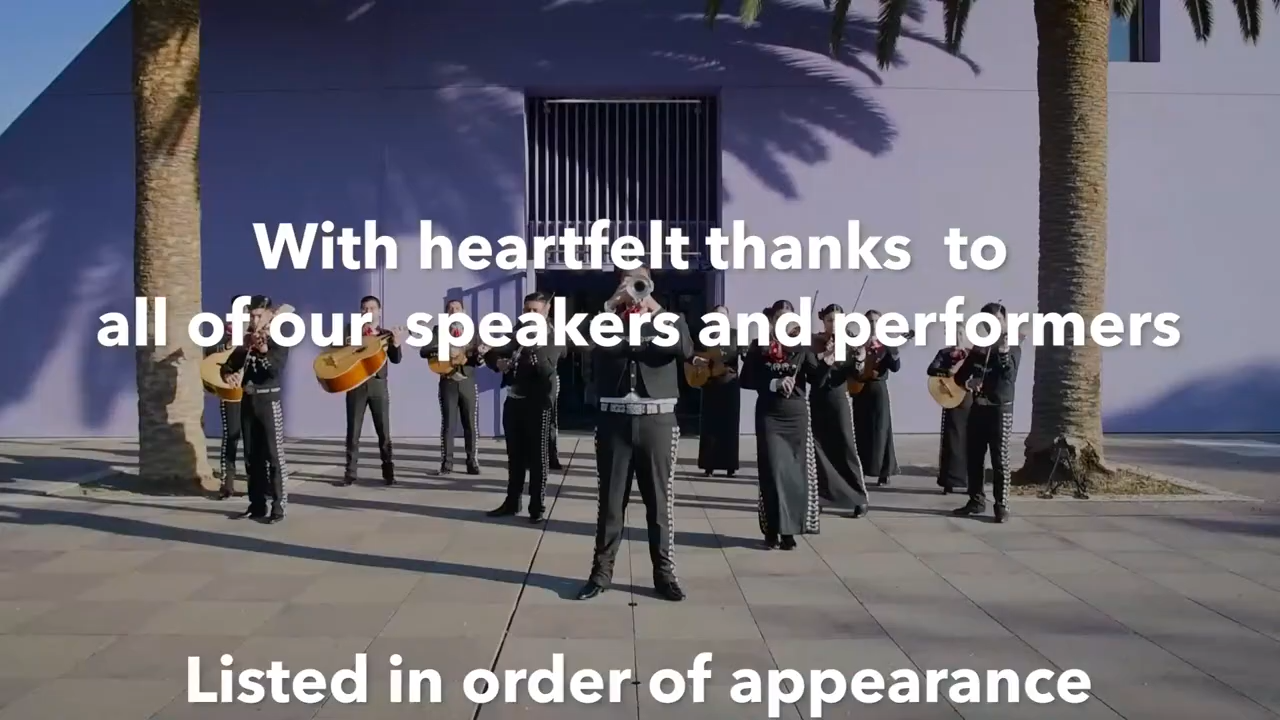 With heartfelt thanks  to
all of our  speakers and performers
Listed in order of appearance